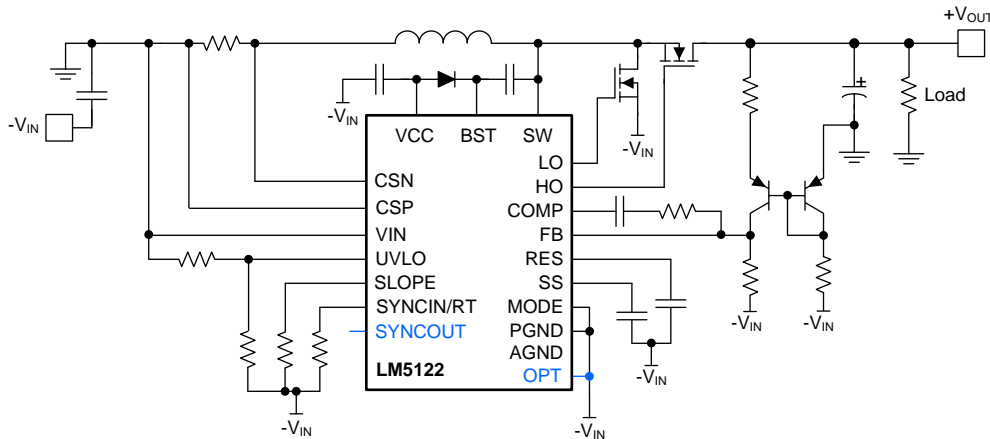 +VOUT
Load
-VIN
-VIN
VCC BST SW
-VIN
LO
HO
CSN
COMP
CSP
FB
VIN
RES
UVLO
SS
SLOPE
MODE
SYNCIN/RT
PGND
SYNCOUT
AGND
LM5122
OPT
-VIN
-VIN
-VIN
-VIN
-VIN